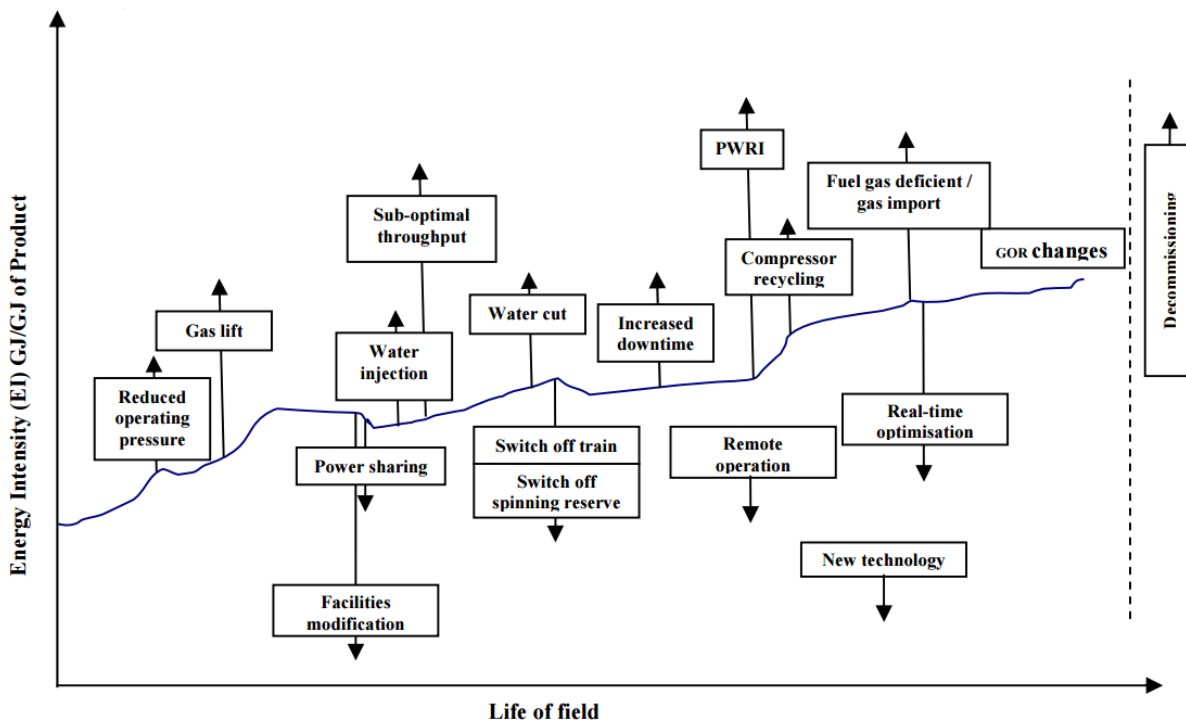 Energy Intensity (EI) GJ/GJ of Product
Reduced
operating
pressure
Gas lift
Sub-optimal
throughput
Water
injection
Power sharing
Facilities
modification
Water cut
Switch off train
Switch off
spinning reserve
Increased
downtime
PWRI
Compressor
recycling
Remote
operation
Fuel gas deficient /
gas import
GOR changes
Real-time
optimisation
New technology
Decommissioning
Life of field